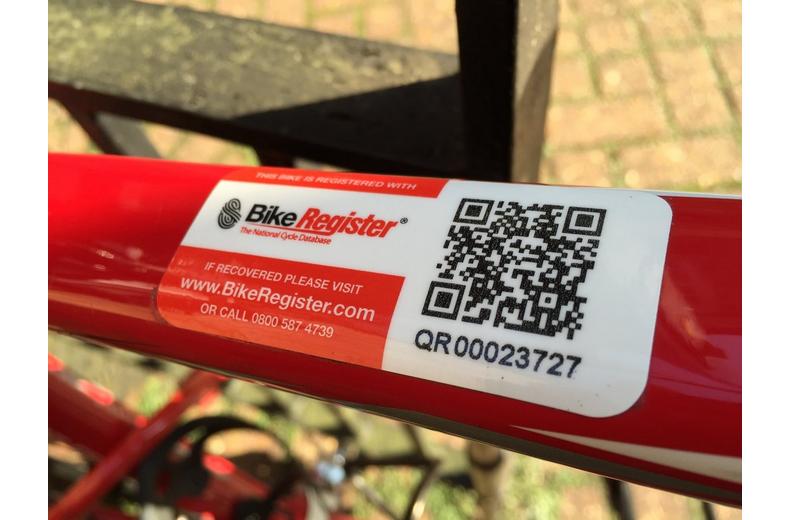 THIS BIKE IS REGISTERED WITH
BikeRegister®
The National Cycle Database
IF RECOVERED PLEASE VISIT
www.BikeRegister.com
OR CALL 0800 587 4739
QR00023727